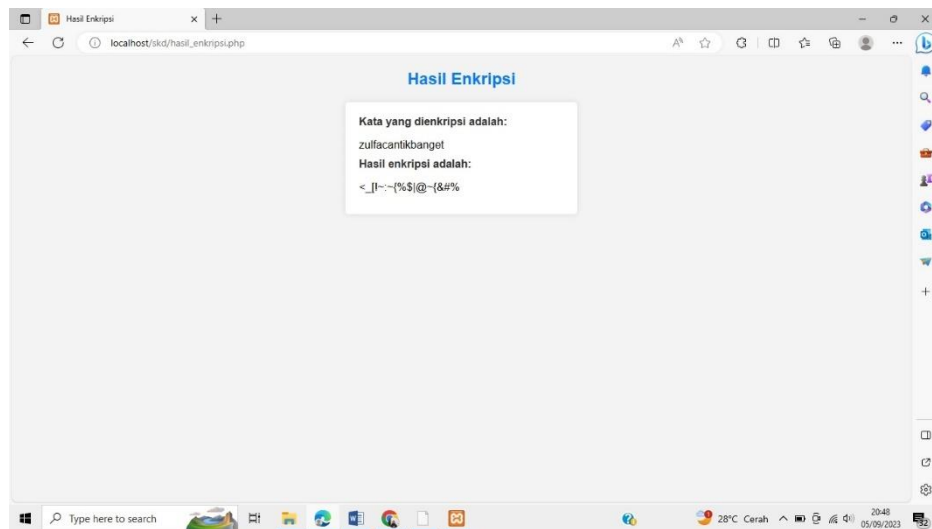 Hasil Enkripsi
localhost/skd/hasil_enkripsi.php
Hasil Enkripsi
Kata yang dienkripsi adalah:
zulfacantikbanget
Hasil enkripsi adalah:
<_[!~:~{%$|@~{&#%
Type here to search
28°C Cerah
20:48
05/09/2023